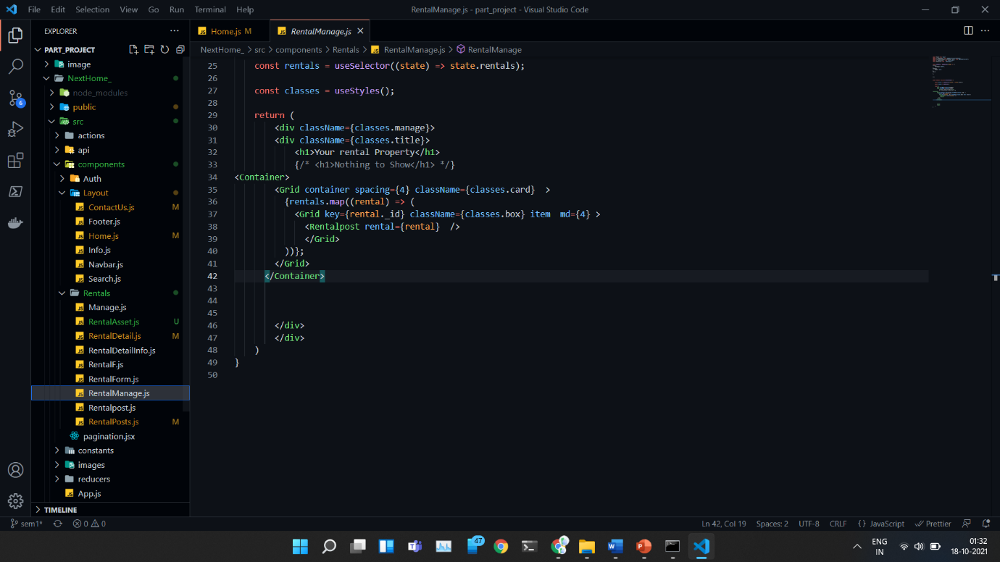 File Edit Selection View Go Run Terminal Help RentalManage.js - part_project - Visual Studio Code
EXPLORER
Home.js M RentalManage.js
PART_PROJECT
NextHome_ > src > components > Rentals > RentalManage.js > RentalManage
image
NextHome_
node_modules
public
src
actions
api
components
Auth
Layout
ContactUs.js M
Footer.js
Home.js M
Info.js
Navbar.js
Search.js
Rentals
Manage.js
RentalAsset.js U
RentalDetail.js M
RentalDetailInfo.js
RentalF.js
RentalForm.js
RentalManage.js
Rentalpost.js
RentalPosts.js M
pagination.jsx
constants
images
reducers
App.js
TIMELINE
6
25 const rentals = useSelector((state) => state.rentals);
26
27 const classes = useStyles();
28
29 return (
30 <div className={classes.manage}>
31 <div className={classes.title}>
32 <h1>Your rental Property</h1>
33 {/* <h1>Nothing to Show</h1> */}
34 <Container>
35 <Grid container spacing={4} className={classes.card} >
36 {rentals.map((rental) => (
37 <Grid key={rental._id} className={classes.box} item md={4} >
38 <Rentalpost rental={rental} />
39 </Grid>
40 ))};
41 </Grid>
42 </Container>
43
44
45
46 </div>
47 </div>
48 )
49 }
50
sem1* 0 0 Ln 42, Col 19 Spaces: 2 UTF-8 CRLF {} JavaScript Prettier
47
ENG
IN
01:32
18-10-2021